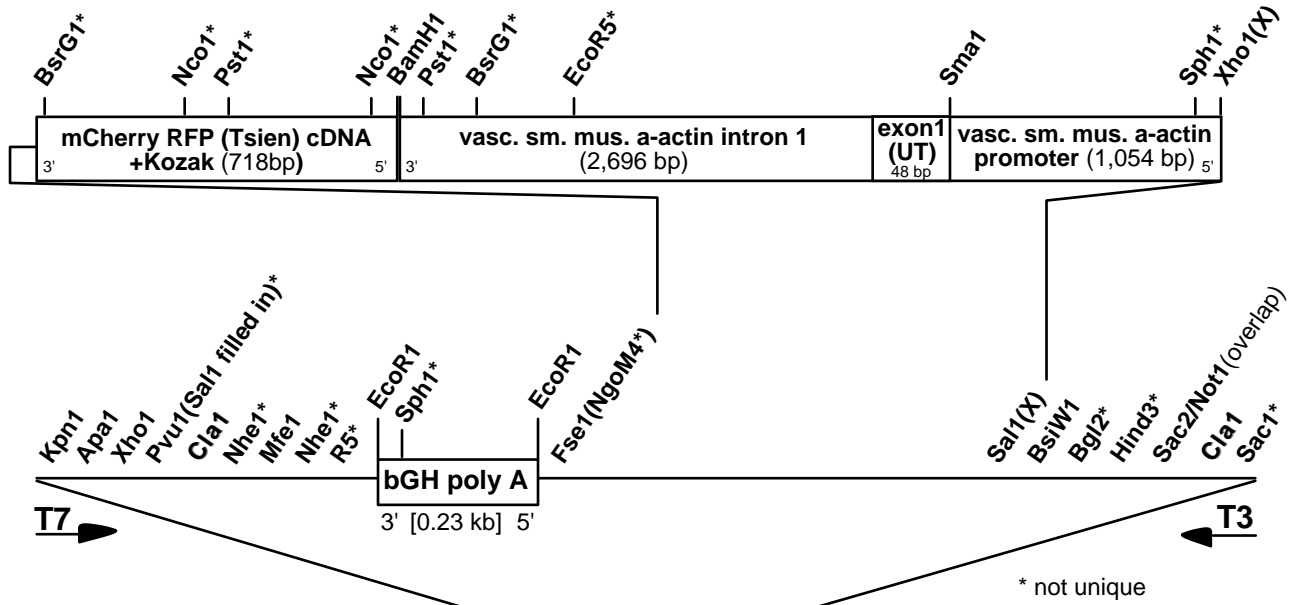 BsrG1*
Nco1*
Pst1*
Nco1*
BamH1
Pst1*
BsrG1*
EcoR5*
Sma1
Sph1*
Xho1(X)
mCherry RFP (Tsien) cDNA
+Kozak (718bp)
3'
5'
vasc. sm. mus. a-actin intron 1
(2,696 bp)
3'
exon1
(UT)
48 bp
vasc. sm. mus. a-actin
promoter (1,054 bp) 5'
Kpn1
Apa1
Xho1
Pvu1(Sal1 filled in)*
Cla1
Nhe1*
Mfe1
Nhe1*
R5*
EcoR1
Sph1*
EcoR1
Fse1(NgoM4*)
Sal1(X)
BsiW1
Bgl2*
Hind3*
Sac2/Not1(overlap)
Cla1
Sac1*
bGH poly A
3' [0.23 kb] 5'
T7
T3
* not unique